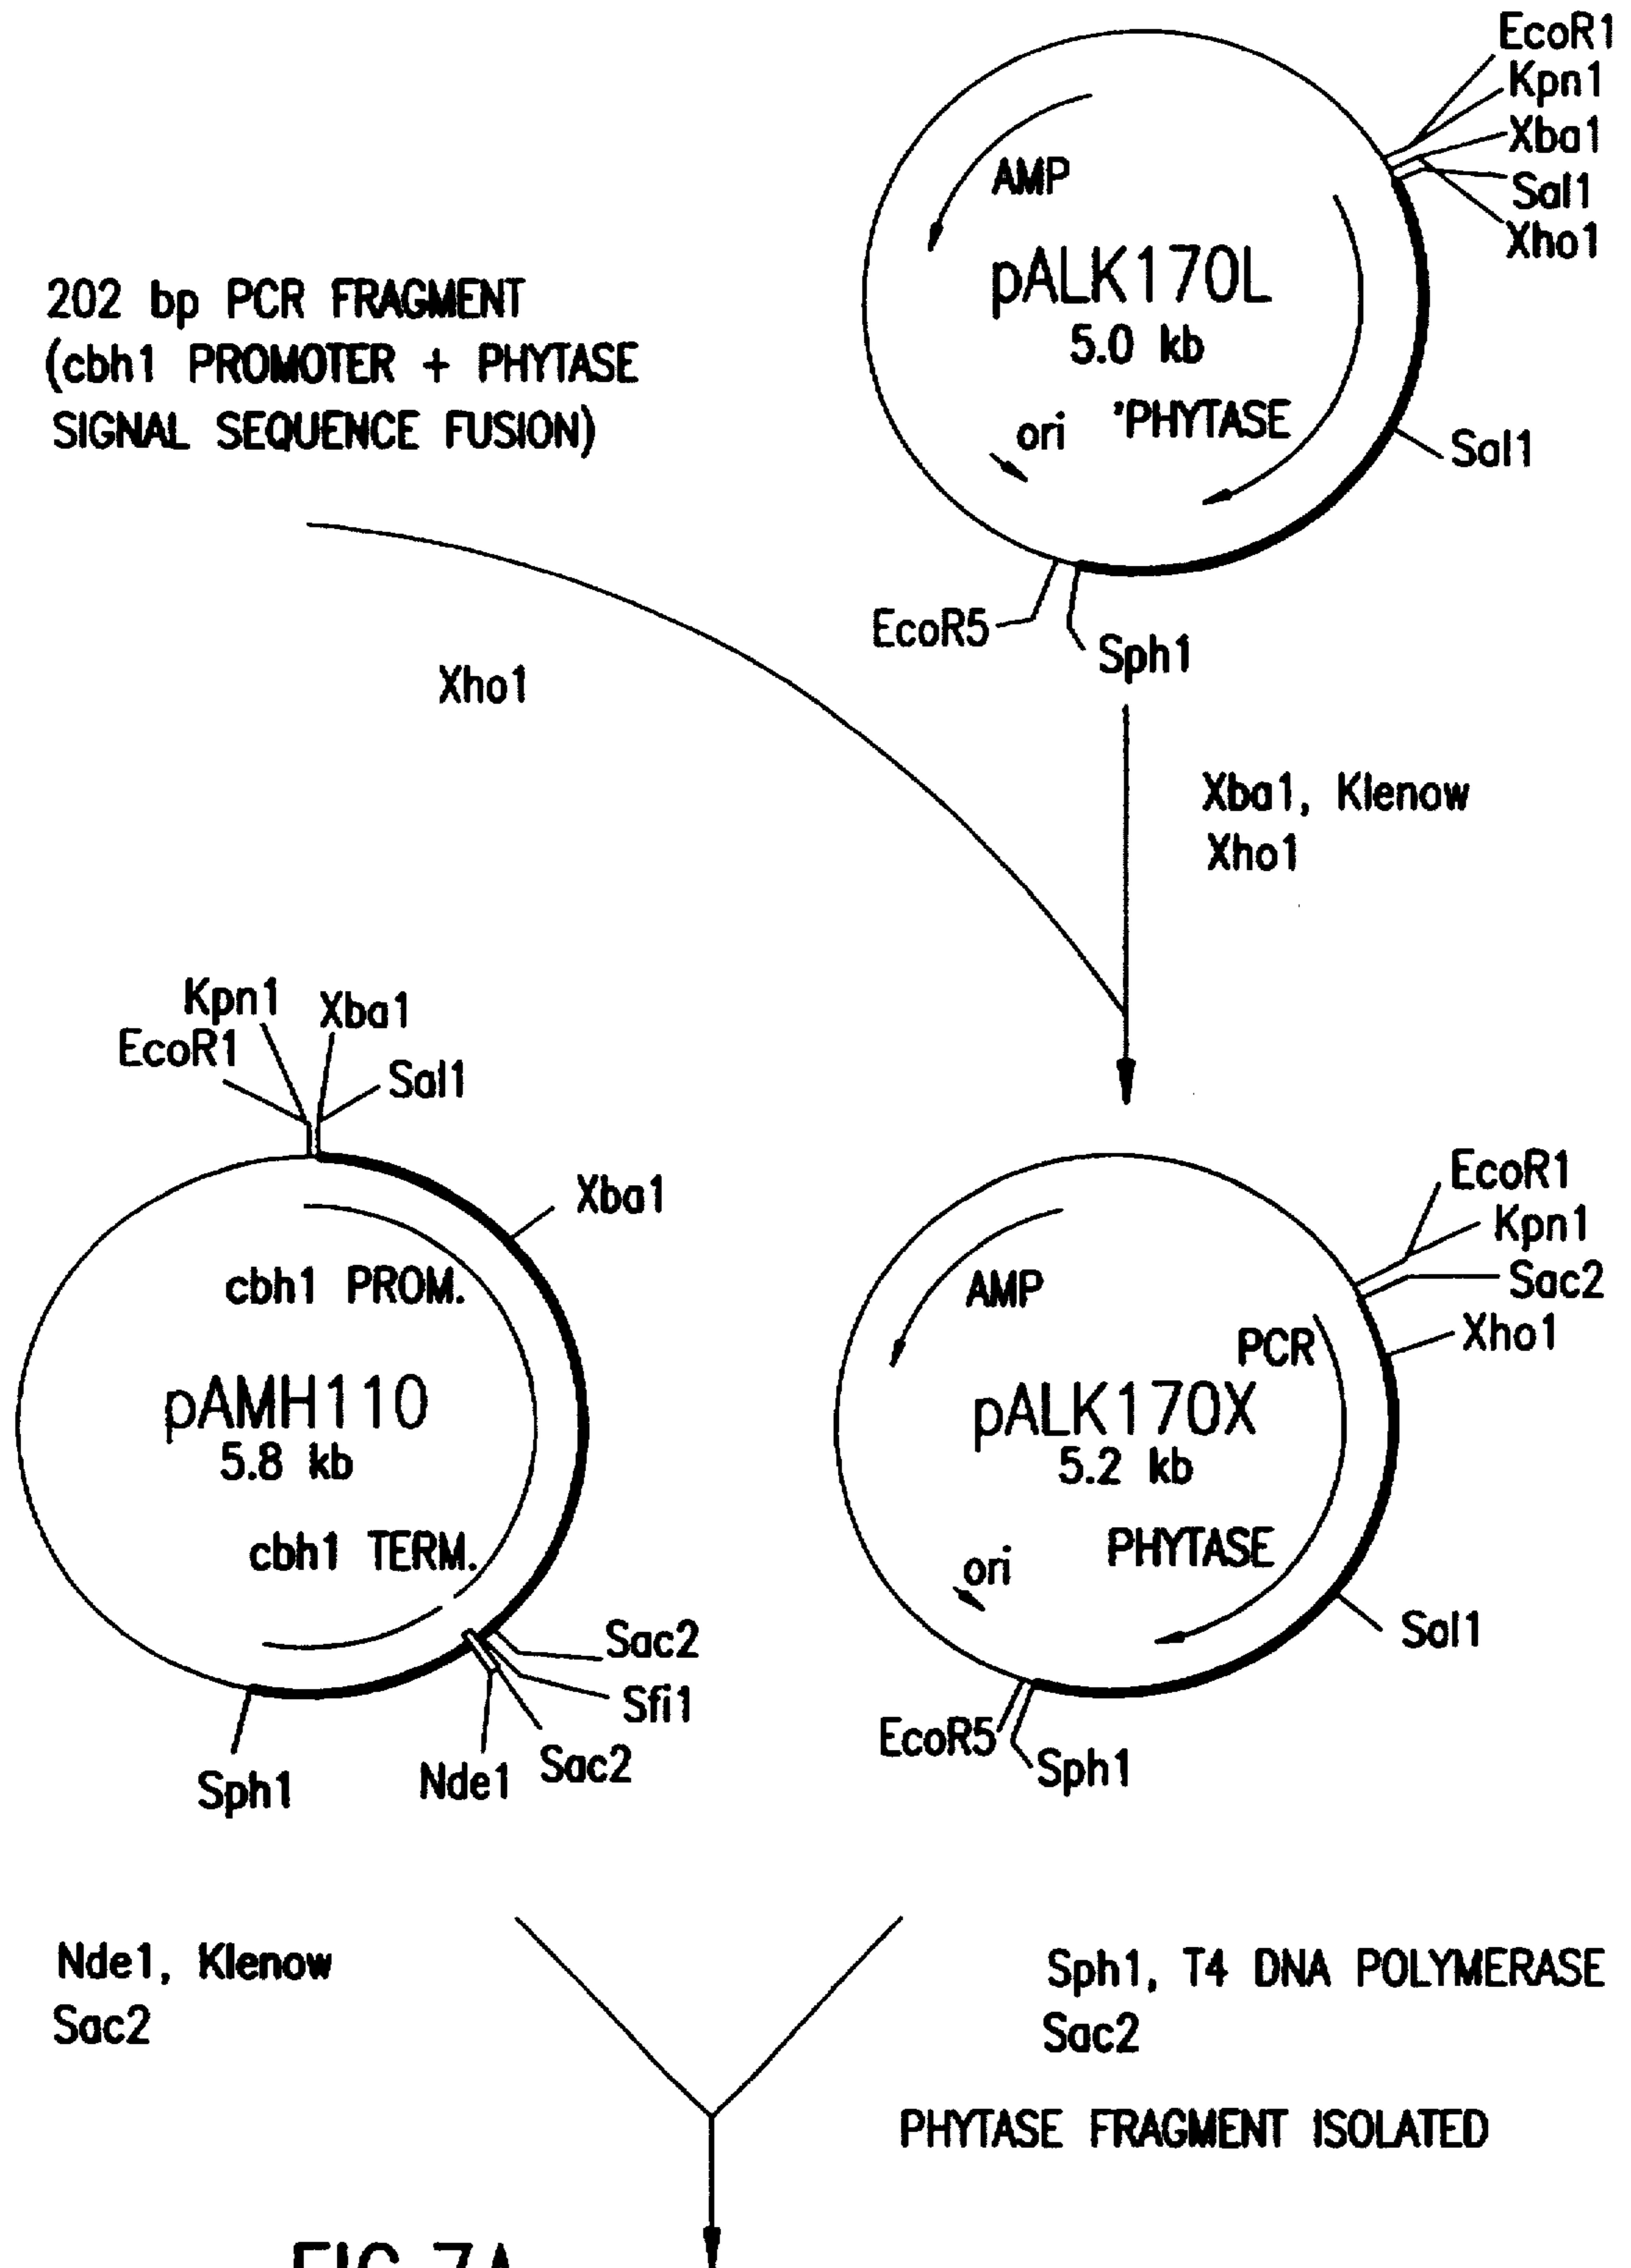 EcoR1
Kpn1
Xba1
Sal1
Xho1
AMP
pALK170L
5.0 kb
ori 'PHYTASE
Sal1
EcoR5
Sph1
202 bp PCR FRAGMENT
(cbh1 PROMOTER + PHYTASE
SIGNAL SEQUENCE FUSION)
Xho1
Xba1, Klenow
Xho1
Kpn1
Xba1
EcoR1
Sal1
Xba1
cbh1 PROM.
pAMH110
5.8 kb
cbh1 TERM.
Sac2
Sfi1
Sac2
Nde1
Sph1
EcoR1
Kpn1
Sac2
Xho1
AMP
PCR
pALK170X
5.2 kb
PHYTASE
ori
Sal1
EcoR5
Sph1
Nde1, Klenow
Sac2
Sph1, T4 DNA POLYMERASE
Sac2
PHYTASE FRAGMENT ISOLATED
FIG.7A